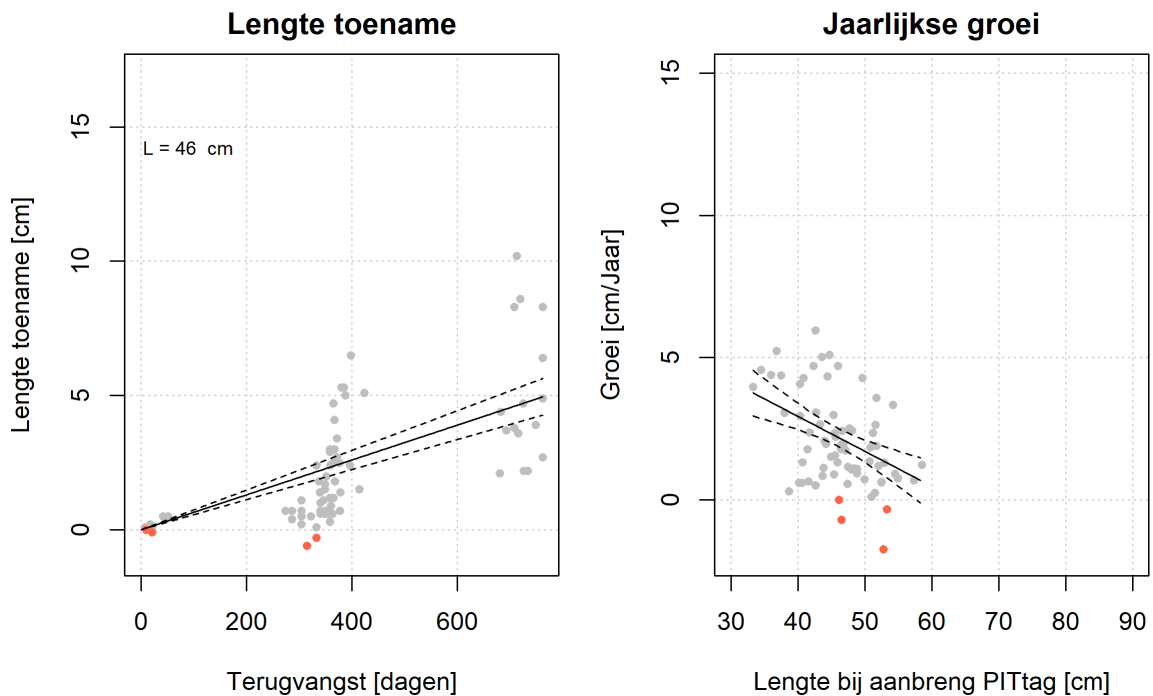 Lengte toename
Jaarlijkse groei
Lengte toename [cm]
0
5
10
15
L = 46 cm
0
200
400
600
Terugvangst [dagen]
Groei [cm/Jaar]
0
5
10
15
30
40
50
60
70
80
90
Lengte bij aanbreng PITtag [cm]